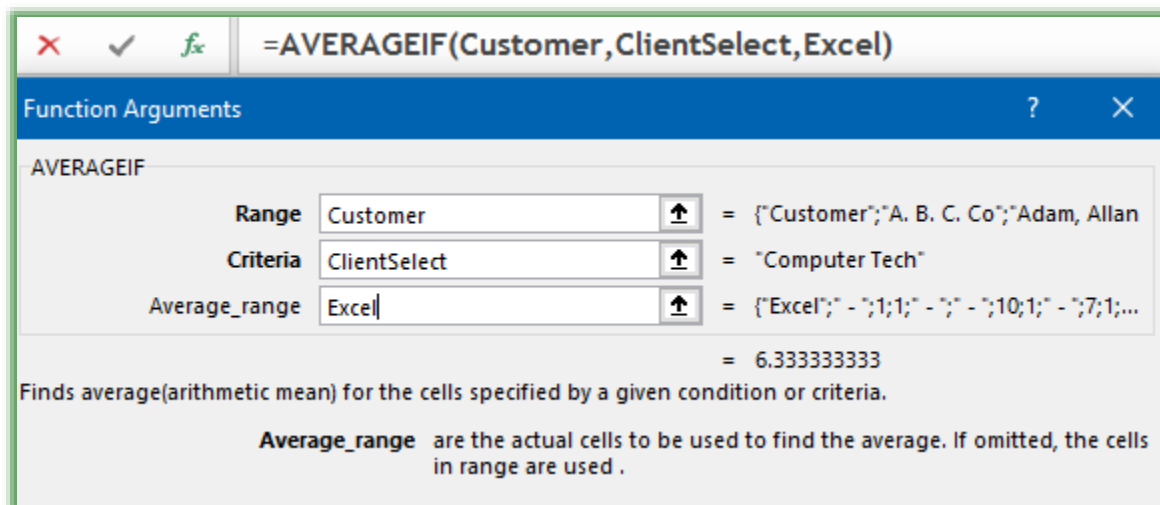 fx =AVERAGEIF(Customer,ClientSelect,Excel)
Function Arguments ? ×
AVERAGEIF
Range Customer = {"Customer";"A. B. C. Co";"Adam, Allan
Criteria ClientSelect = "Computer Tech"
Average_range Excel = {"Excel";" - ";1;1;" - ";" - ";10;1;" - ";7;1;...
= 6.333333333
Finds average(arithmetic mean) for the cells specified by a given condition or criteria.
Average_range are the actual cells to be used to find the average. If omitted, the cells
in range are used .